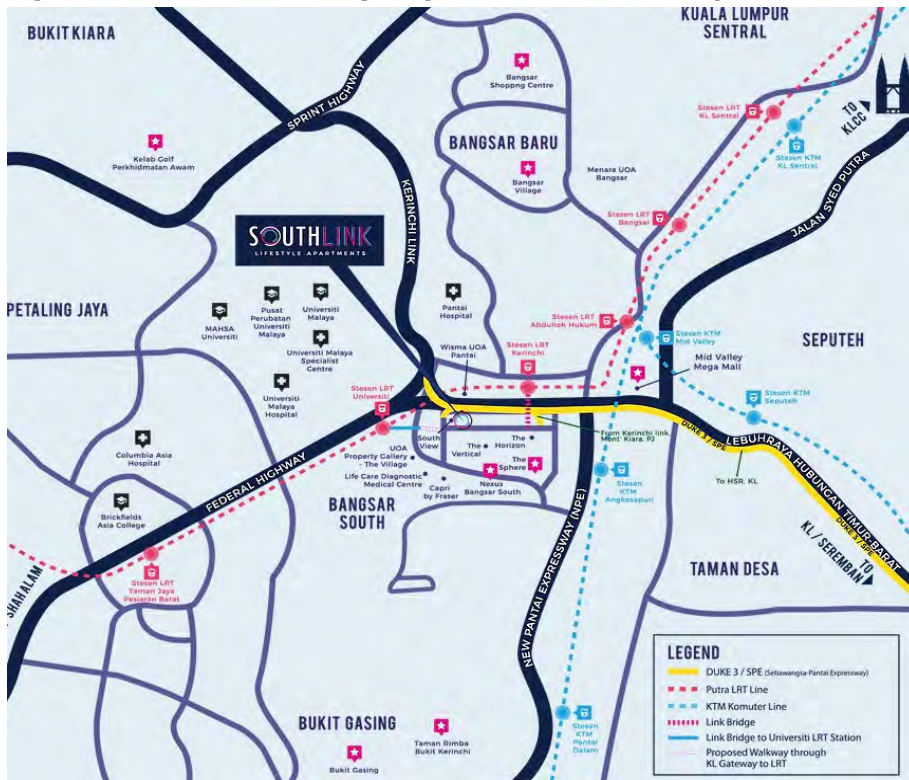 KUALA LUMPUR
SENTRAL
BUKIT KIARA
SPRINT HIGHWAY
Bangsar
Shoppng Centre
Stesen LRT
KL Sentral
TO
KLCC
Stesen KTM
KL Sentral
BANGSAR BARU
Kelab Golf
Perkhidmatan Awam
Bangsar
Village
Menara UOA
Bangsar
KERINCHI LINK
Stesen LRT
Bangsar
JALAN SYED PUTRA
SOUTHLINK
LIFESTYLE APARTMENTS
PETALING JAYA
MAHSA
Universiti
Pusat
Perubatan
Universiti
Malaya
Universiti
Malaya
Pantai
Hospital
Stesen LRT
Abdullah Hukum
Stesen KTM
Mid Valley
SEPUTEH
Universiti Malaya
Specialist
Centre
Wisma UOA
Pantai
Stesen LRT
Kerinchi
Mid Valley
Mega Mall
Universiti
Malaya
Hospital
Stesen LRT
Universiti
Stesen KTM
Seputeh
South
View
The
Vertical
The
Horizon
From Kerinchi link,
Mont' Kiara, PJ
DUKE 3 / SPE
LEBUHRAYA HUBUNGAN TIMUR-BARAT
DUKE 3 / SPE
To HSR, KL
UOA
Property Gallery
- The Village
The
Sphere
Columbia Asia
Hospital
Life Care Diagnostic
Medical Centre
Capri
by Fraser
Nexus
Bangsar South
Stesen
KTM
Angkasapuri
FEDERAL HIGHWAY
BANGSAR
SOUTH
Brickfields
Asia College
NEW PANTAI EXPRESSWAY (NPE)
KL / SEREMBAN
TO
TAMAN DESA
SHAH ALAM
Stesen LRT
Taman Jaya
Pesiaran Barat
BUKIT GASING
Taman Rimba
Bukit Kerinchi
Bukit Gasing
Stesen
KTM
Pantai
Dalam
LEGEND
DUKE 3 / SPE (Setiawangsa-Pantai Expressway)
Putra LRT Line
KTM Komuter Line
Link Bridge
Link Bridge to Universiti LRT Station
Proposed Walkway through
KL Gateway to LRT